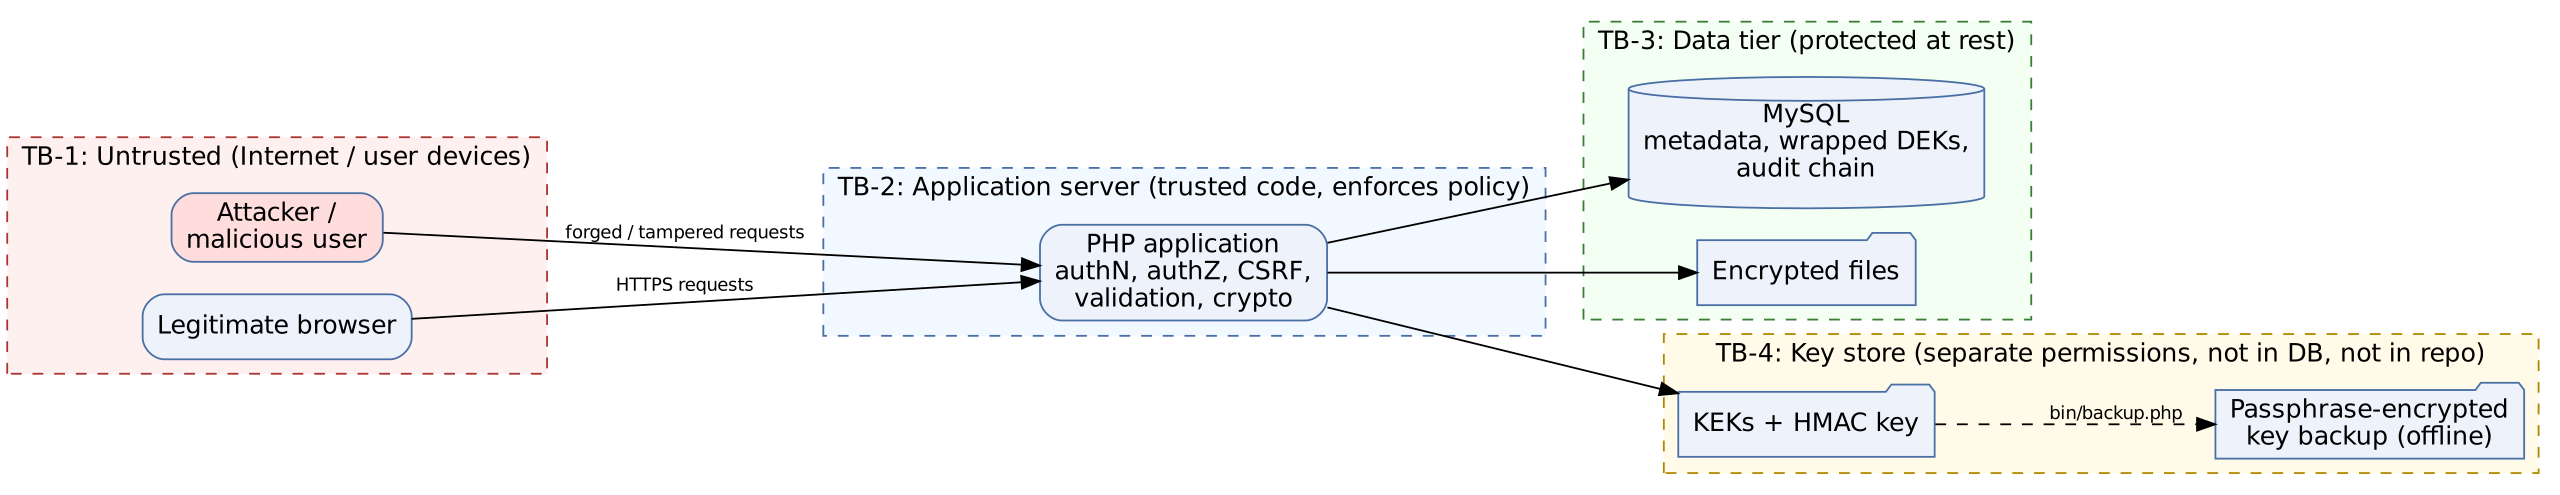 TB-1: Untrusted (Internet / user devices)
Attacker /
malicious user
Legitimate browser
forged / tampered requests
HTTPS requests
TB-2: Application server (trusted code, enforces policy)
PHP application
authN, authZ, CSRF,
validation, crypto
TB-3: Data tier (protected at rest)
MySQL
metadata, wrapped DEKs,
audit chain
Encrypted files
TB-4: Key store (separate permissions, not in DB, not in repo)
KEKs + HMAC key
bin/backup.php
Passphrase-encrypted
key backup (offline)